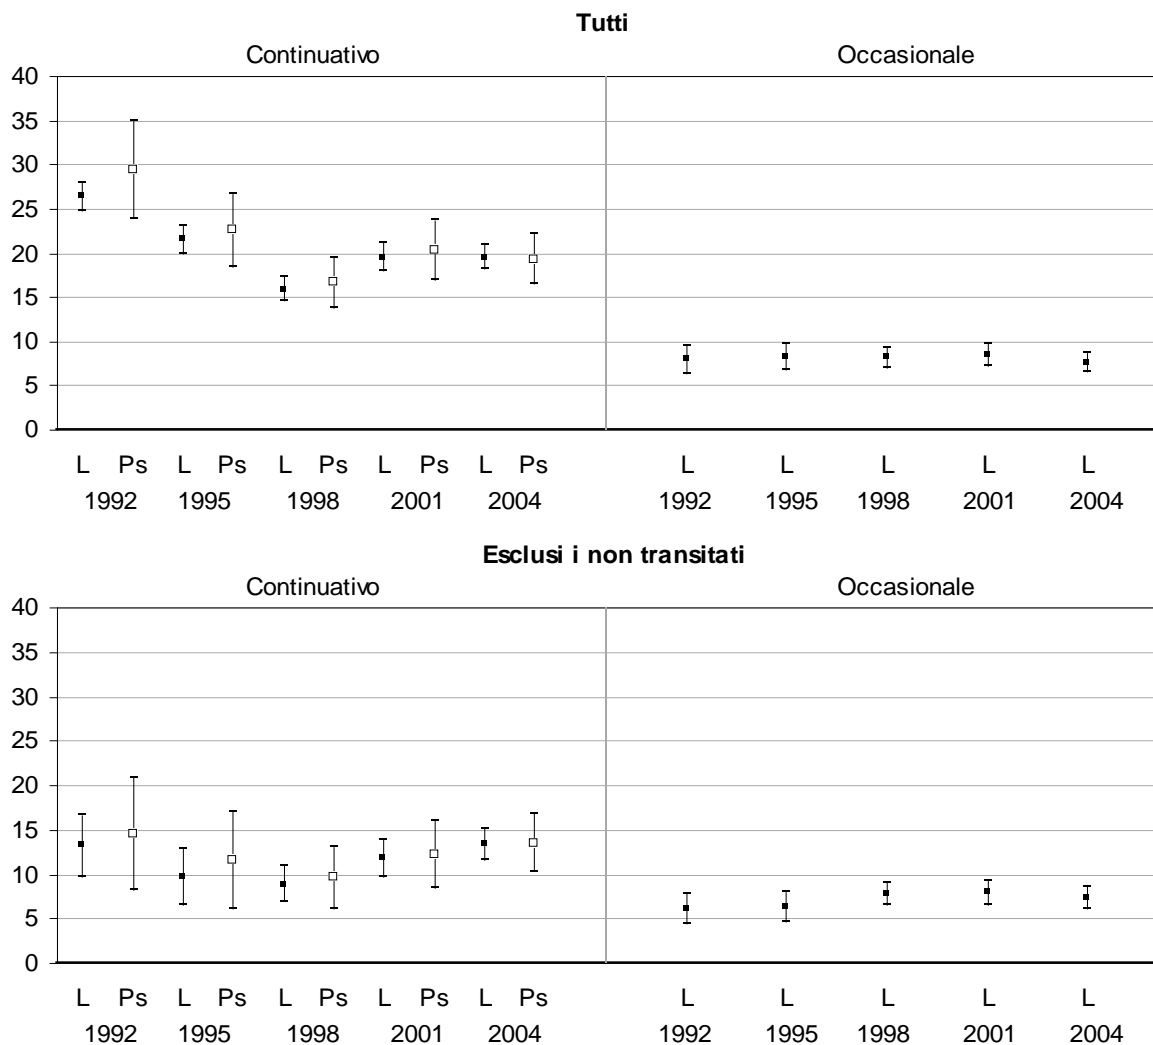 Tutti
Continuativo Occasionale
40
35
30
25
20
15
10
5
0
L Ps L Ps L Ps L Ps L Ps L L L L L
1992 1995 1998 2001 2004 1992 1995 1998 2001 2004
Esclusi i non transitati
Continuativo Occasionale
40
35
30
25
20
15
10
5
0
L Ps L Ps L Ps L Ps L Ps L L L L L
1992 1995 1998 2001 2004 1992 1995 1998 2001 2004